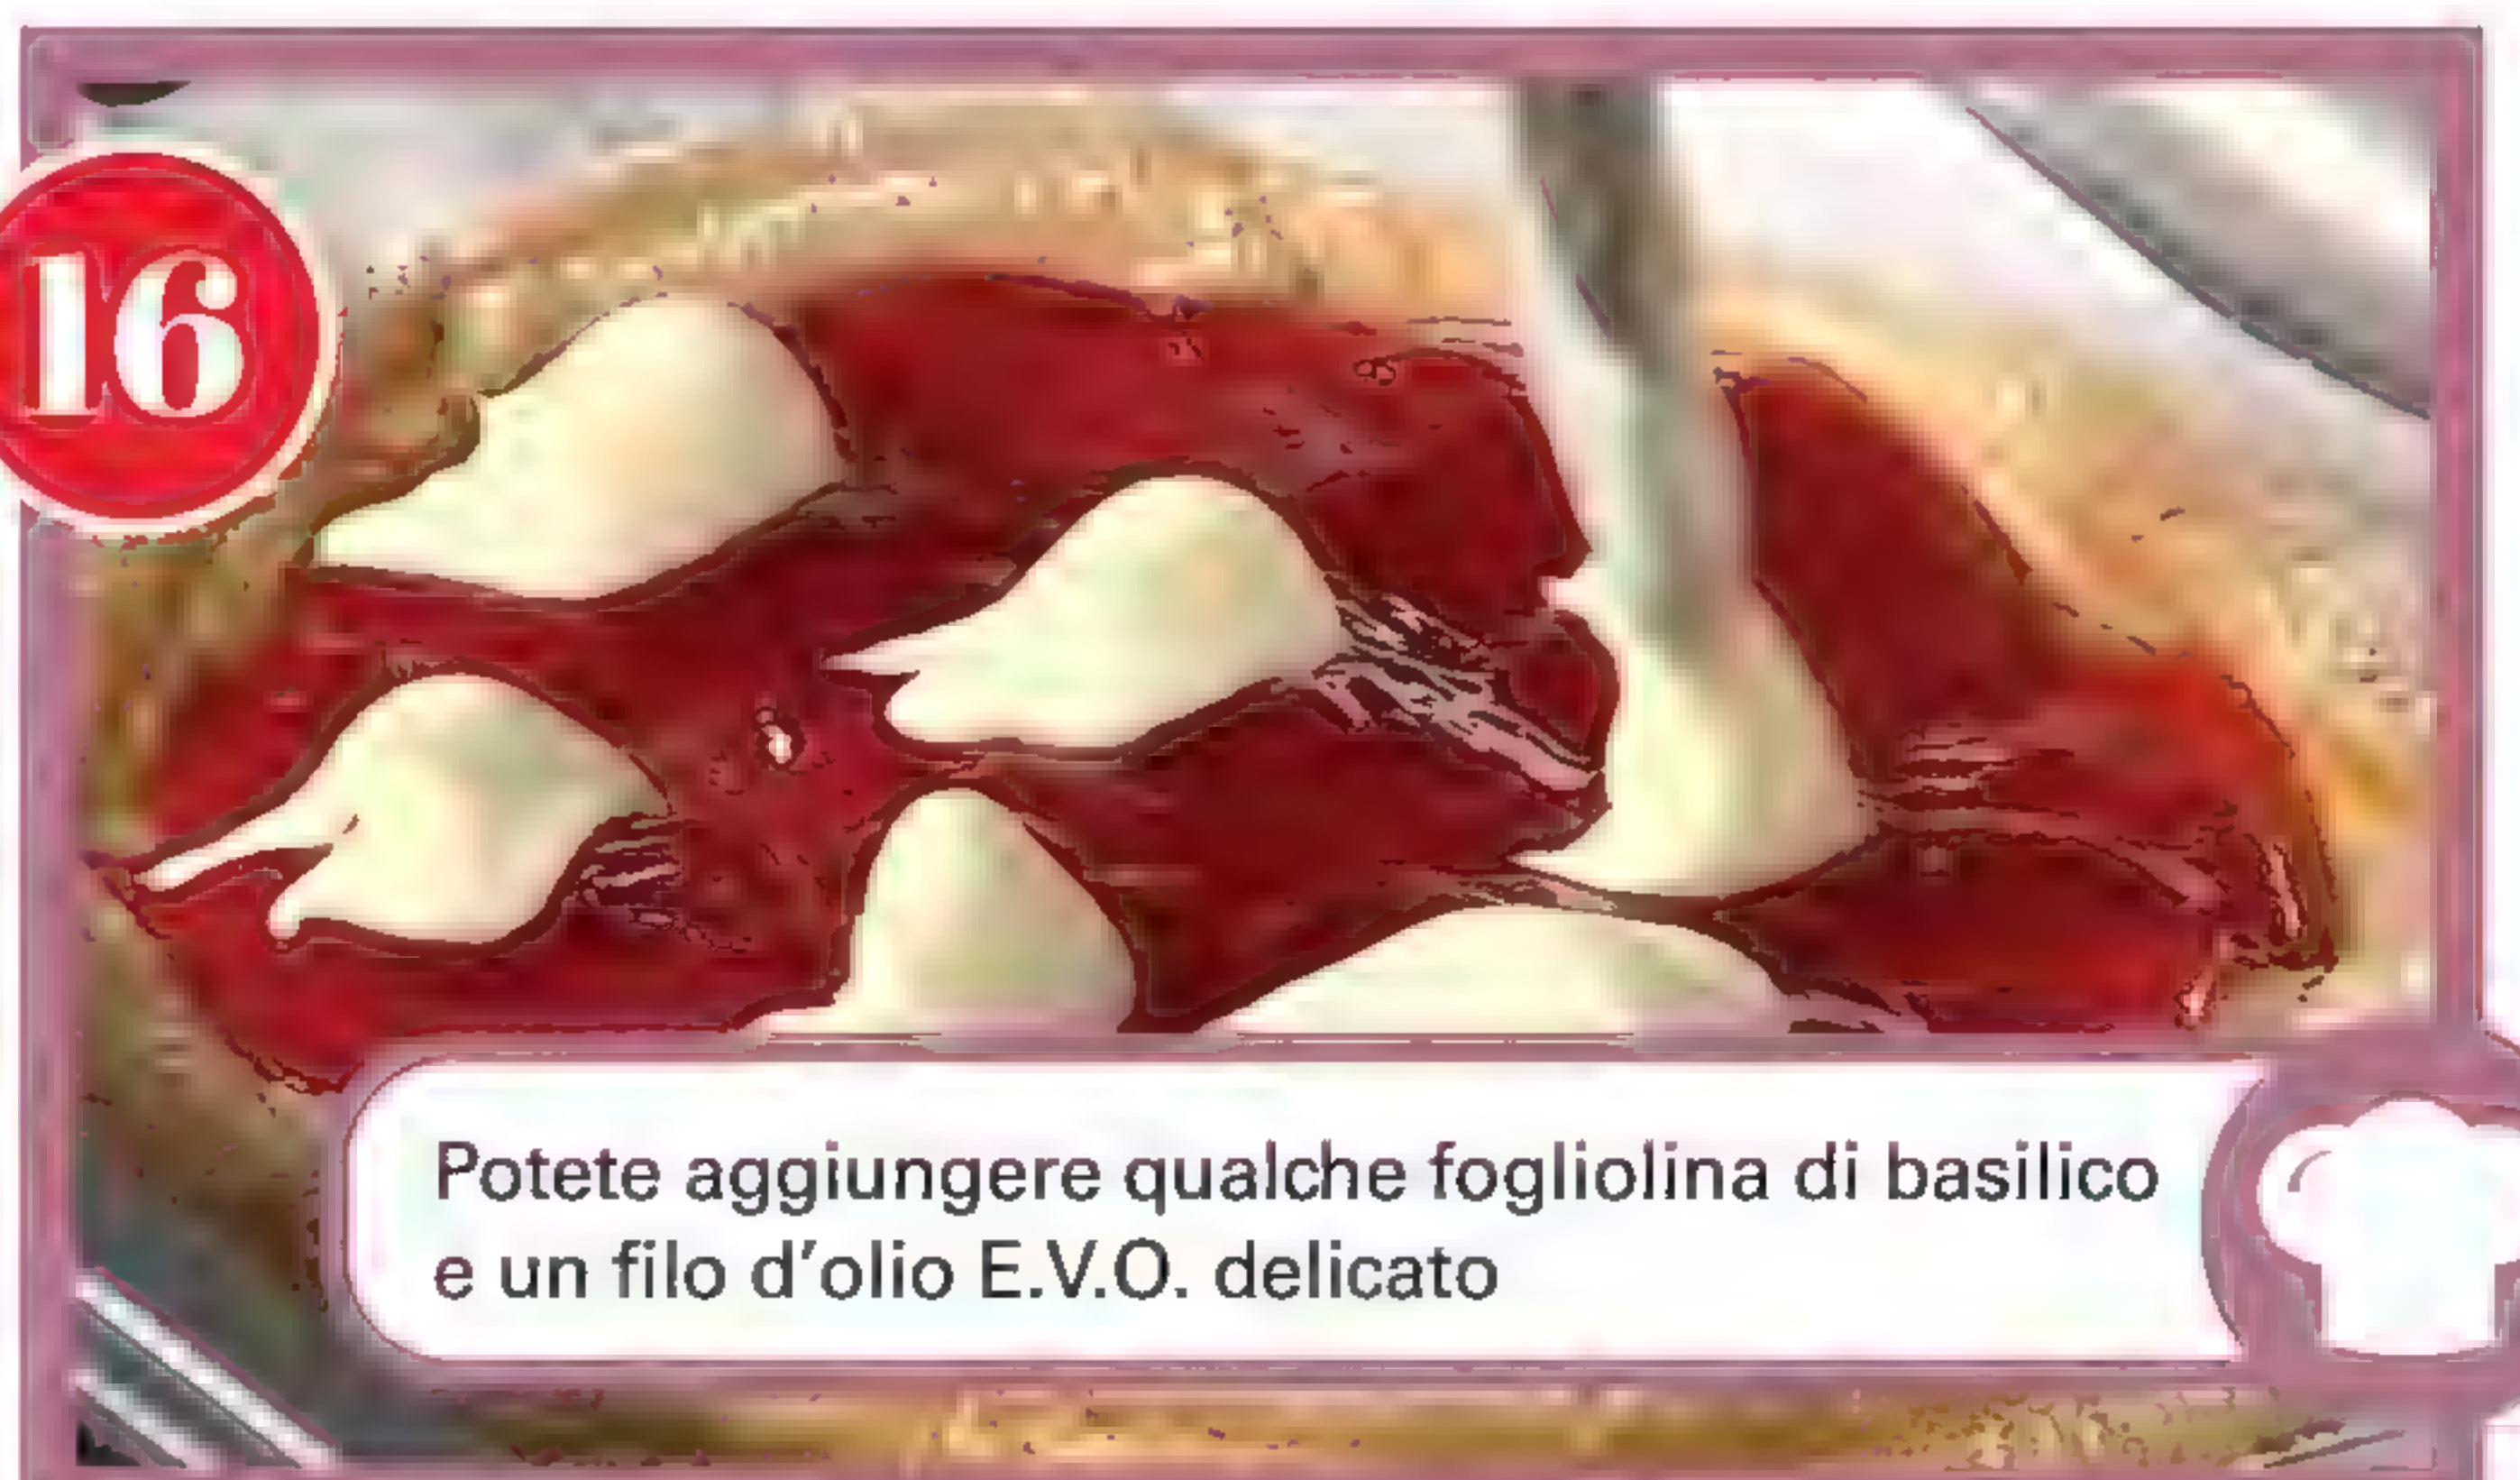 16
Potete aggiungere qualche fogliolina di basilico
e un filo d'olio E.V.O. delicato